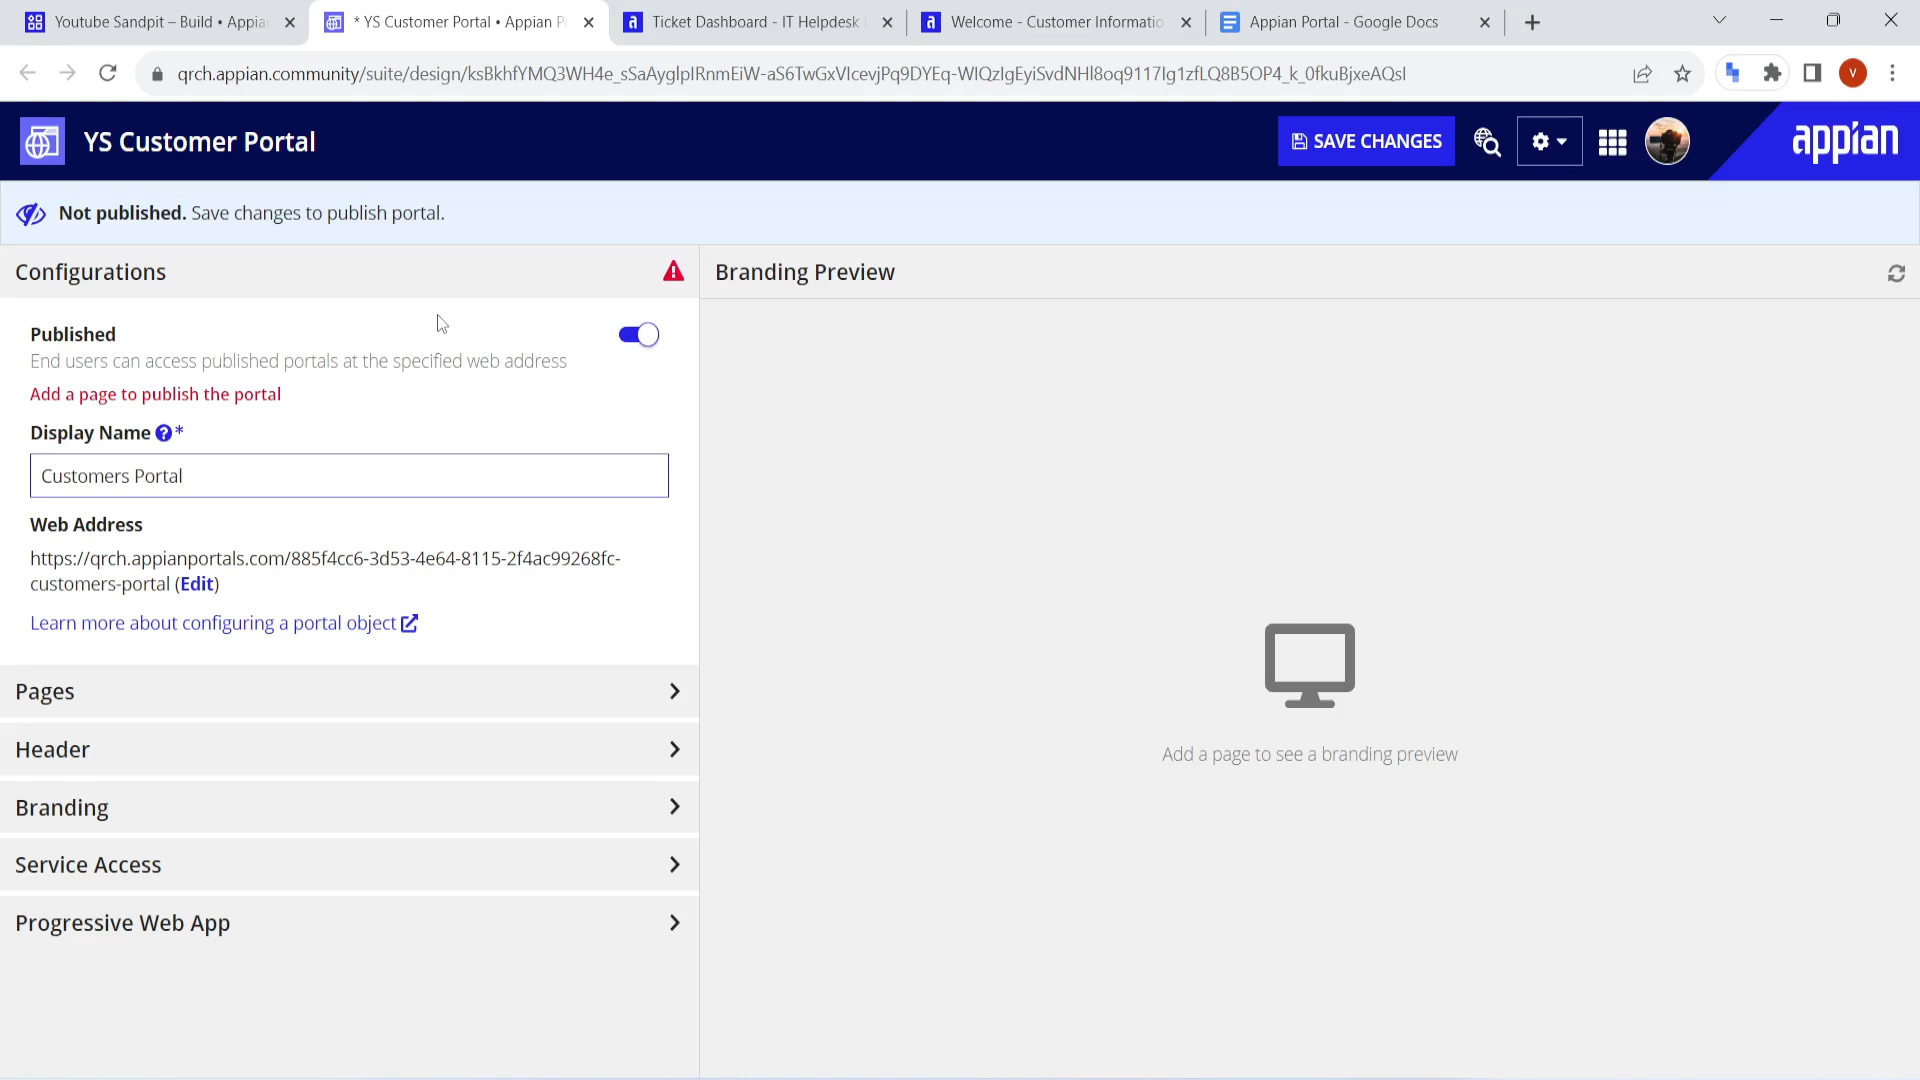 Youtube Sandpit – Build • Appia
* YS Customer Portal • Appian P
Ticket Dashboard - IT Helpdesk
Welcome - Customer Informatio
Appian Portal - Google Docs
qrch.appian.community/suite/design/ksBkhfYMQ3WH4e_sSaAyglpIRnmEiW-aS6TwGxVIcevjPq9DYEq-WIQzIgEyiSvdNHl8oq9117Ig1zfLQ8B5OP4_k_0fkuBjxeAQsI
V
YS Customer Portal
SAVE CHANGES
appian
Not published. Save changes to publish portal.
Configurations
Branding Preview
Published
End users can access published portals at the specified web address
Add a page to publish the portal
Display Name ? *
Customers Portal
Web Address
https://qrch.appianportals.com/885f4cc6-3d53-4e64-8115-2f4ac99268fc-
customers-portal (Edit)
Learn more about configuring a portal object
Pages
Header
Branding
Service Access
Progressive Web App
Add a page to see a branding preview